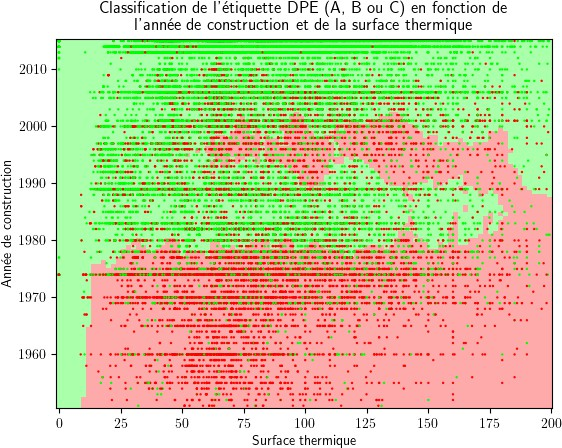 Classification de l'étiquette DPE (A, B ou C) en fonction de
l'année de construction et de la surface thermique
Année de construction
2010
2000
1990
1980
1970
1960
0 25 50 75 100 125 150 175 200
Surface thermique